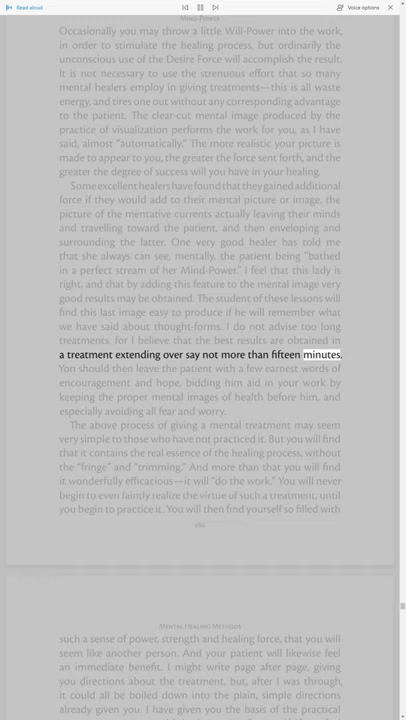 Read aloud
Voice options
Mind-Power
Occasionally you may throw a little Will-Power into the work,
in order to stimulate the healing process, but ordinarily the
unconscious use of the Desire Force will accomplish the result.
It is not necessary to use the strenuous effort that so many
mental healers employ in giving treatments—this is all waste
energy, and tires one out without any corresponding advantage
to the patient. The clear-cut mental image produced by the
practice of visualization performs the work for you, as I have
said, almost "automatically." The more realistic your picture is
made to appear to you, the greater the force sent forth, and the
greater the degree of success will you have in your healing.
Some excellent healers have found that they gained additional
force if they would add to their mental picture or image, the
picture of the mentative currents actually leaving their minds
and travelling toward the patient, and then enveloping and
surrounding the latter. One very good healer has told me
that she always can see, mentally, the patient being "bathed
in a perfect stream of her Mind-Power." I feel that this lady is
right, and that by adding this feature to the mental image very
good results may be obtained. The student of these lessons will
find this last image easy to produce if he will remember what
we have said about thought-forms. I do not advise too long
treatments, for I believe that the best results are obtained in
a treatment extending over say not more than fifteen minutes.
You should then leave the patient with a few earnest words of
encouragement and hope, bidding him aid in your work by
keeping the proper mental images of health before him, and
especially avoiding all fear and worry.
The above process of giving a mental treatment may seem
very simple to those who have not practiced it. But you will find
that it contains the real essence of the healing process, without
the "fringe" and "trimming." And more than that you will find
it wonderfully efficacious—it will "do the work." You will never
begin to even faintly realize the virtue of such a treatment, until
you begin to practice it. You will then find yourself so filled with
Mental Healing Methods
such a sense of power, strength and healing force, that you will
seem like another person. And your patient will likewise feel
an immediate benefit. I might write page after page, giving
you directions about the treatment, but, after I was through,
it could all be boiled down into the plain, simple directions
already given you. I have given you the basis of the practical